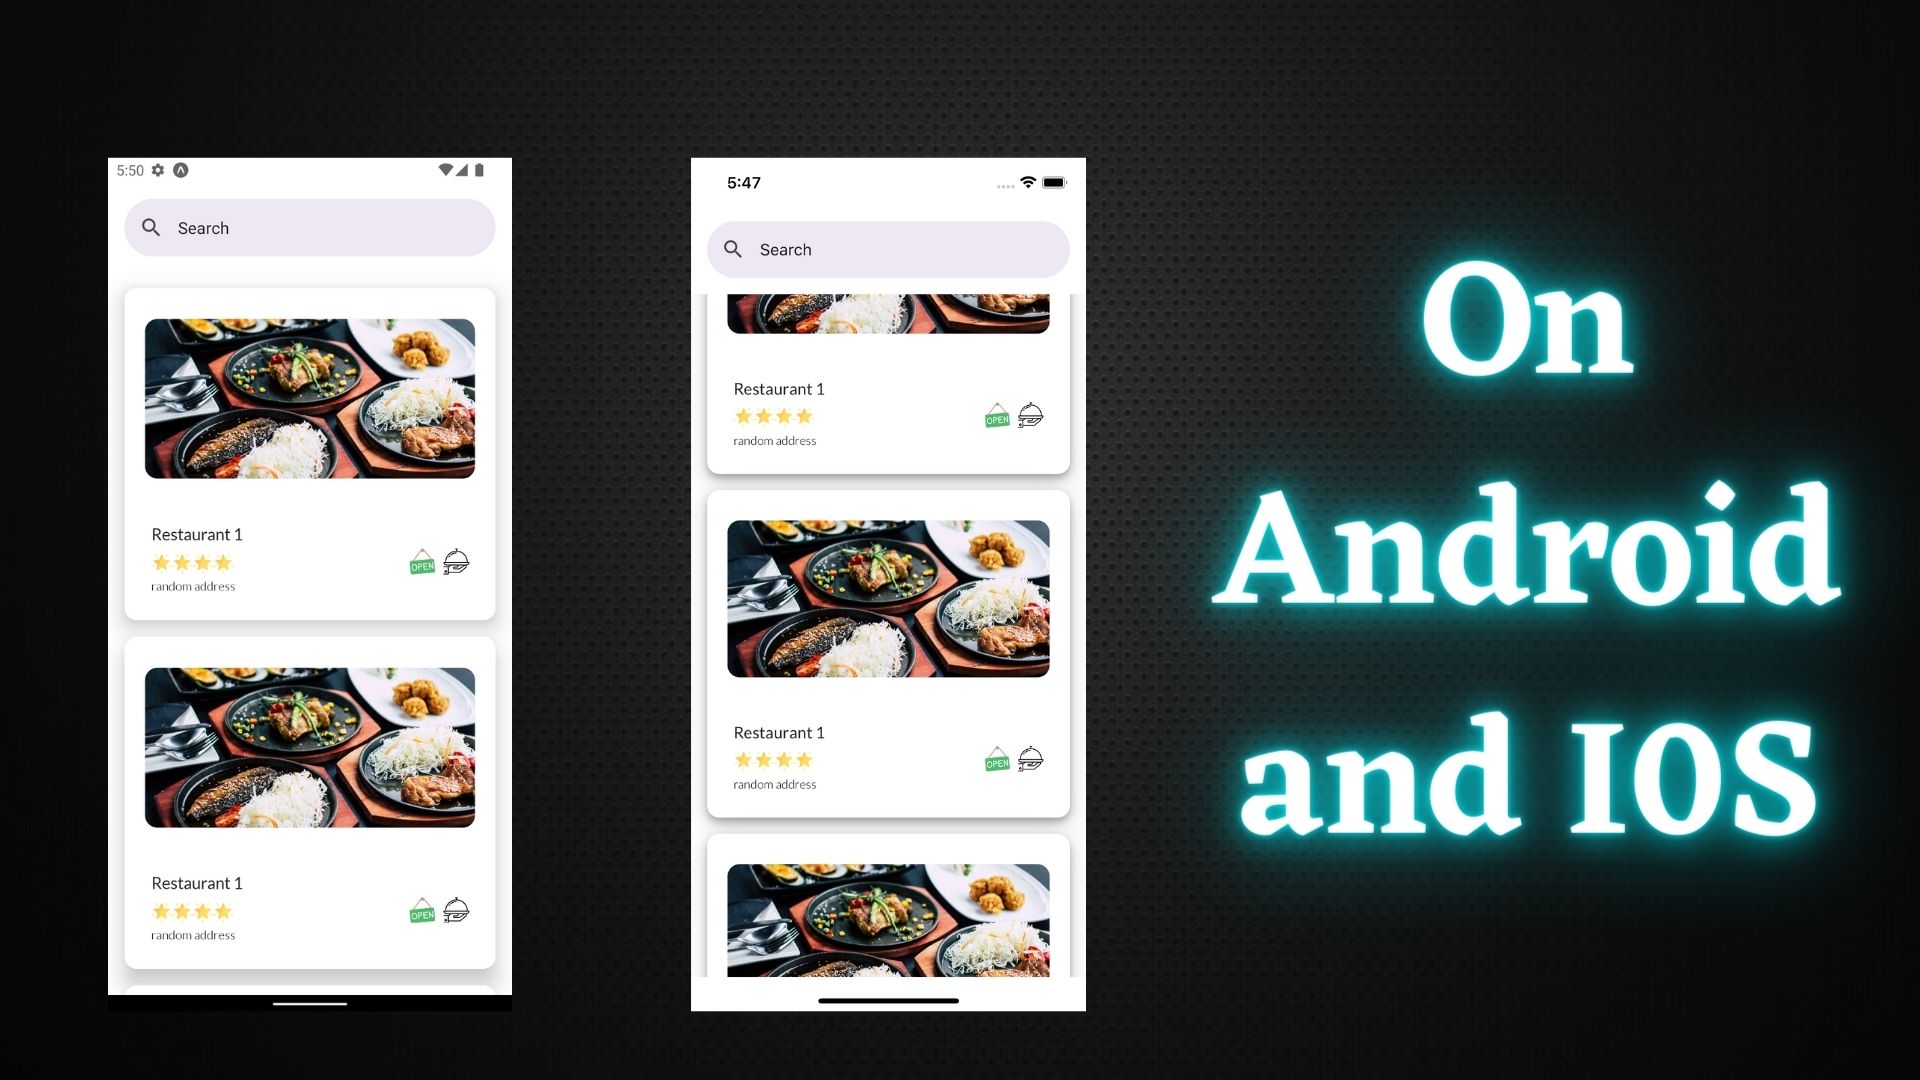 5:50
Search
Restaurant 1
OPEN
random address
Restaurant 1
OPEN
random address
5:47
Search
Restaurant 1
OPEN
random address
Restaurant 1
OPEN
random address
On
Android
and IOS